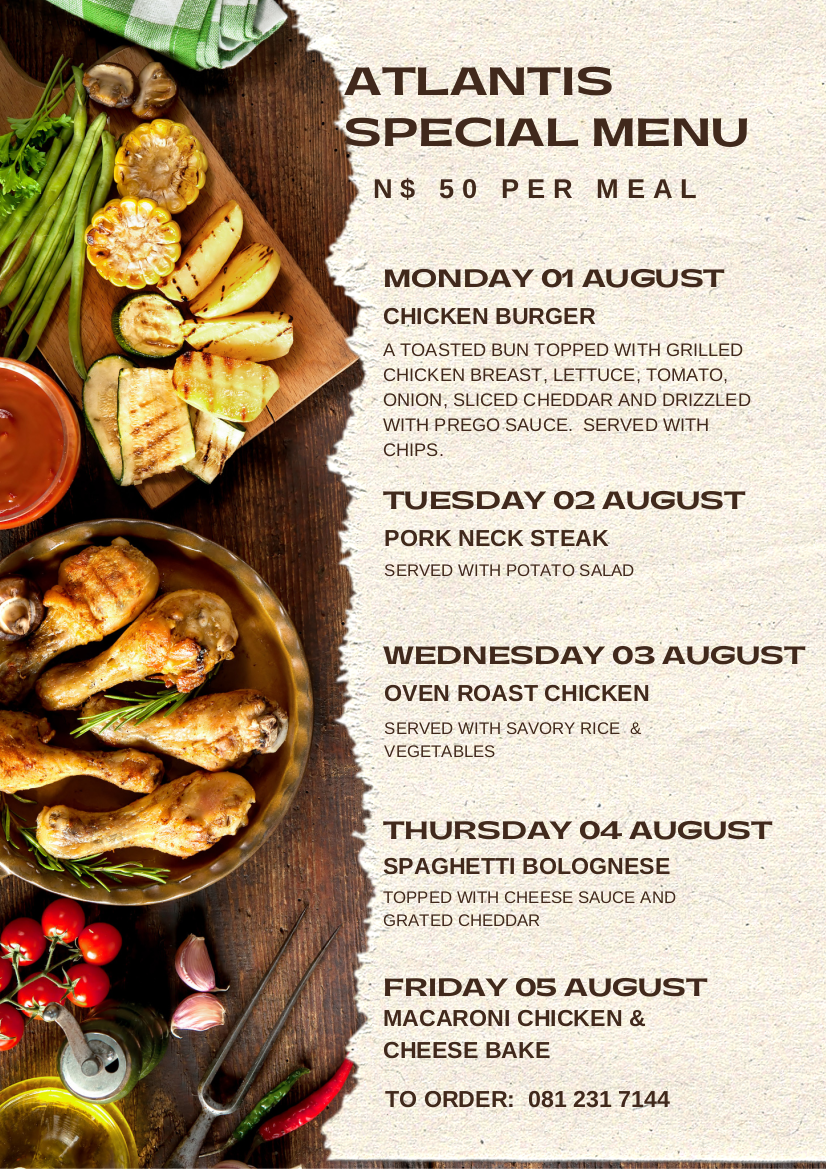 ATLANTIS
SPECIAL MENU
N$ 50 PER MEAL
MONDAY 01 AUGUST
CHICKEN BURGER
A TOASTED BUN TOPPED WITH GRILLED
CHICKEN BREAST, LETTUCE, TOMATO,
ONION, SLICED CHEDDAR AND DRIZZLED
WITH PREGO SAUCE.  SERVED WITH
CHIPS.
TUESDAY 02 AUGUST
PORK NECK STEAK
SERVED WITH POTATO SALAD
WEDNESDAY 03 AUGUST
OVEN ROAST CHICKEN
SERVED WITH SAVORY RICE  &
VEGETABLES
THURSDAY 04 AUGUST
SPAGHETTI BOLOGNESE
TOPPED WITH CHEESE SAUCE AND
GRATED CHEDDAR
FRIDAY 05 AUGUST
MACARONI CHICKEN &
CHEESE BAKE
TO ORDER:  081 231 7144